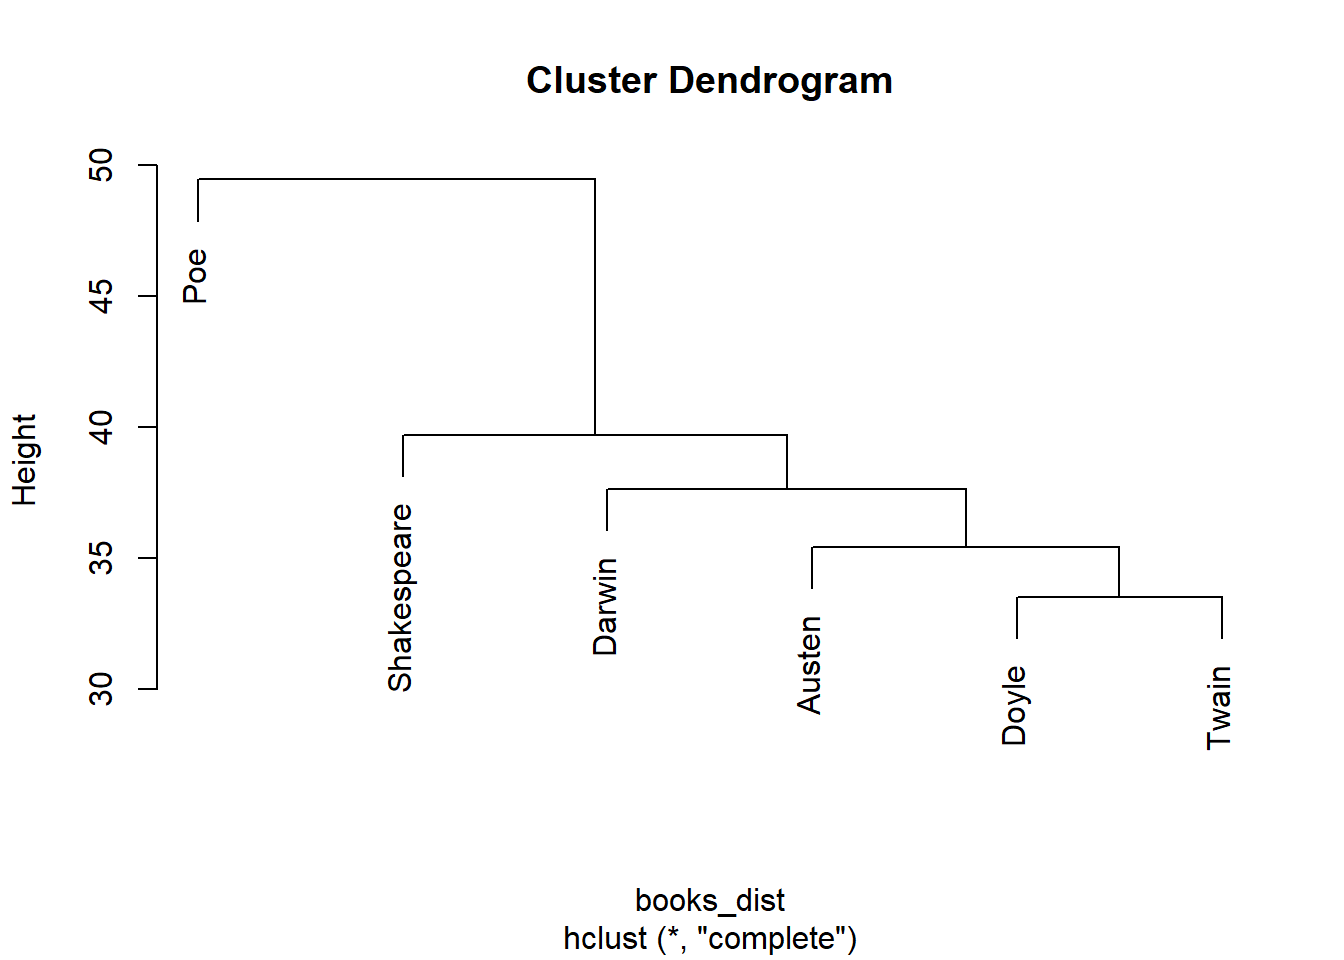 Cluster Dendrogram
Height
50
45
40
35
30
Poe
Shakespeare
Darwin
Austen
Doyle
Twain
books_dist
hclust (*, "complete")